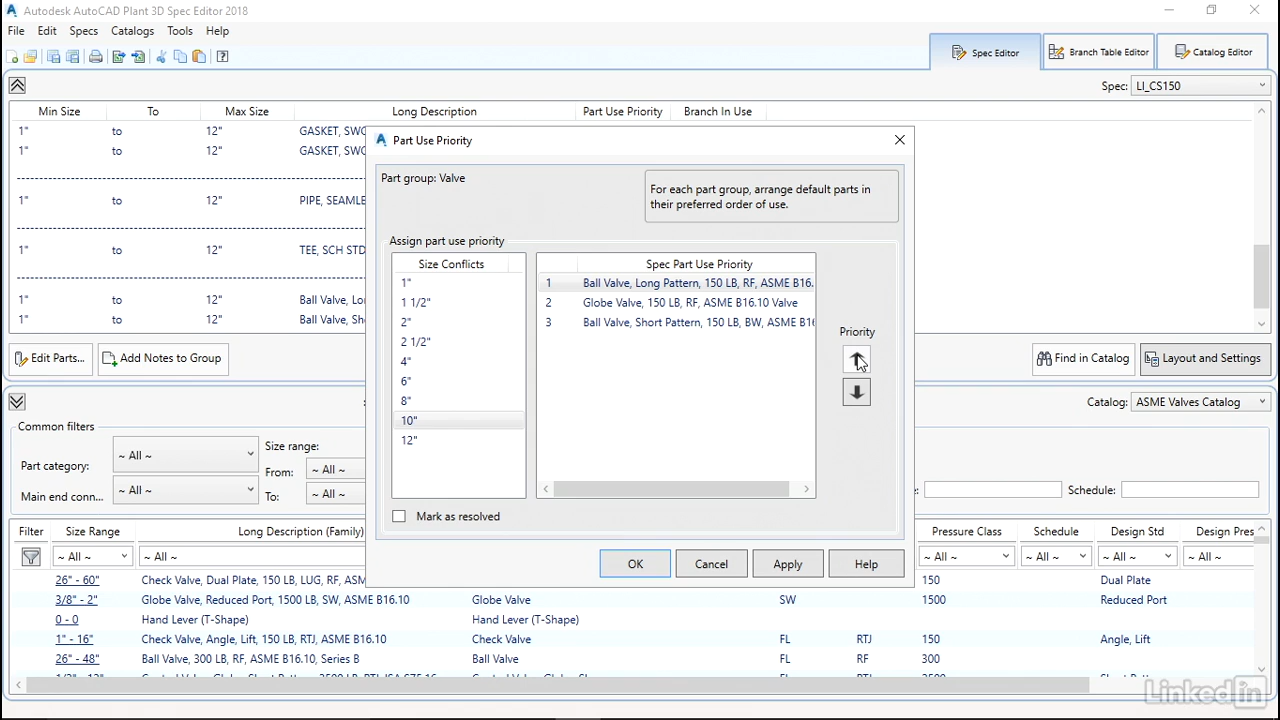 Autodesk AutoCAD Plant 3D Spec Editor 2018
File Edit Specs Catalogs Tools Help
Spec Editor Branch Table Editor Catalog Editor
Spec: LI_CS150
Min Size To Max Size Long Description Part Use Priority Branch In Use
1" to 12" GASKET, SWG
1" to 12" GASKET, SWG
1" to 12" PIPE, SEAMLE
1" to 12" TEE, SCH STD
1" to 12" Ball Valve, Lo
1" to 12" Ball Valve, Sh
Part Use Priority
Part group: Valve
For each part group, arrange default parts in
their preferred order of use.
Assign part use priority
Size Conflicts
1"
1 1/2"
2"
2 1/2"
4"
6"
8"
10"
12"
Spec Part Use Priority
1 Ball Valve, Long Pattern, 150 LB, RF, ASME B16.
2 Globe Valve, 150 LB, RF, ASME B16.10 Valve
3 Ball Valve, Short Pattern, 150 LB, BW, ASME B16
Priority
Mark as resolved
OK Cancel Apply Help
Edit Parts... Add Notes to Group Find in Catalog Layout and Settings
Catalog: ASME Valves Catalog
Common filters
Part category: ~ All ~
Main end conn... ~ All ~
Size range:
From: ~ All ~
To: ~ All ~
Schedule:
Filter Size Range Long Description (Family) Pressure Class Schedule Design Std Design Pres
~ All ~ ~ All ~ ~ All ~ ~ All ~ ~ All ~ ~ All ~
26" - 60" Check Valve, Dual Plate, 150 LB, LUG, RF, ASM 150 Dual Plate
3/8" - 2" Globe Valve, Reduced Port, 1500 LB, SW, ASME B16.10 Globe Valve SW 1500 Reduced Port
0 - 0 Hand Lever (T-Shape) Hand Lever (T-Shape)
1" - 16" Check Valve, Angle, Lift, 150 LB, RTJ, ASME B16.10 Check Valve FL RTJ 150 Angle, Lift
26" - 48" Ball Valve, 300 LB, RF, ASME B16.10, Series B Ball Valve FL RF 300
LinkedIn